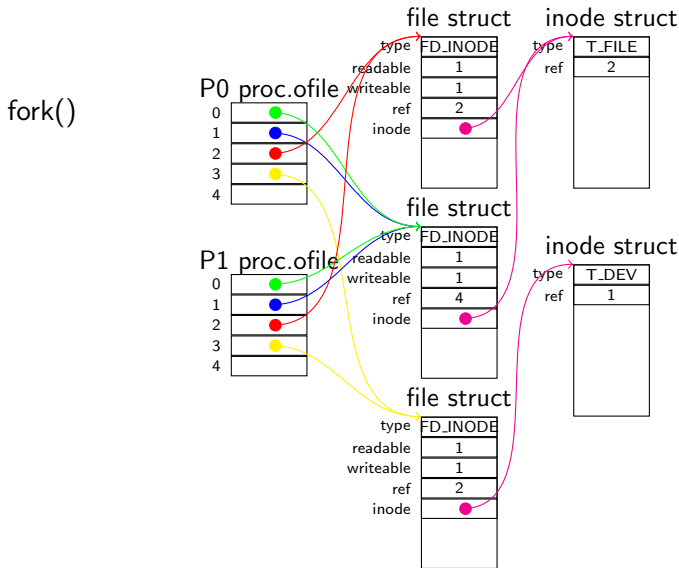 fork()
P0 proc.ofile
0
1
2
3
4
P1 proc.ofile
0
1
2
3
4
file struct
type FD_INODE
readable 1
writeable 1
ref 2
inode
file struct
type FD_INODE
readable 1
writeable 1
ref 4
inode
file struct
type FD_INODE
readable 1
writeable 1
ref 2
inode
inode struct
type T_FILE
ref 2
inode struct
type T_DEV
ref 1